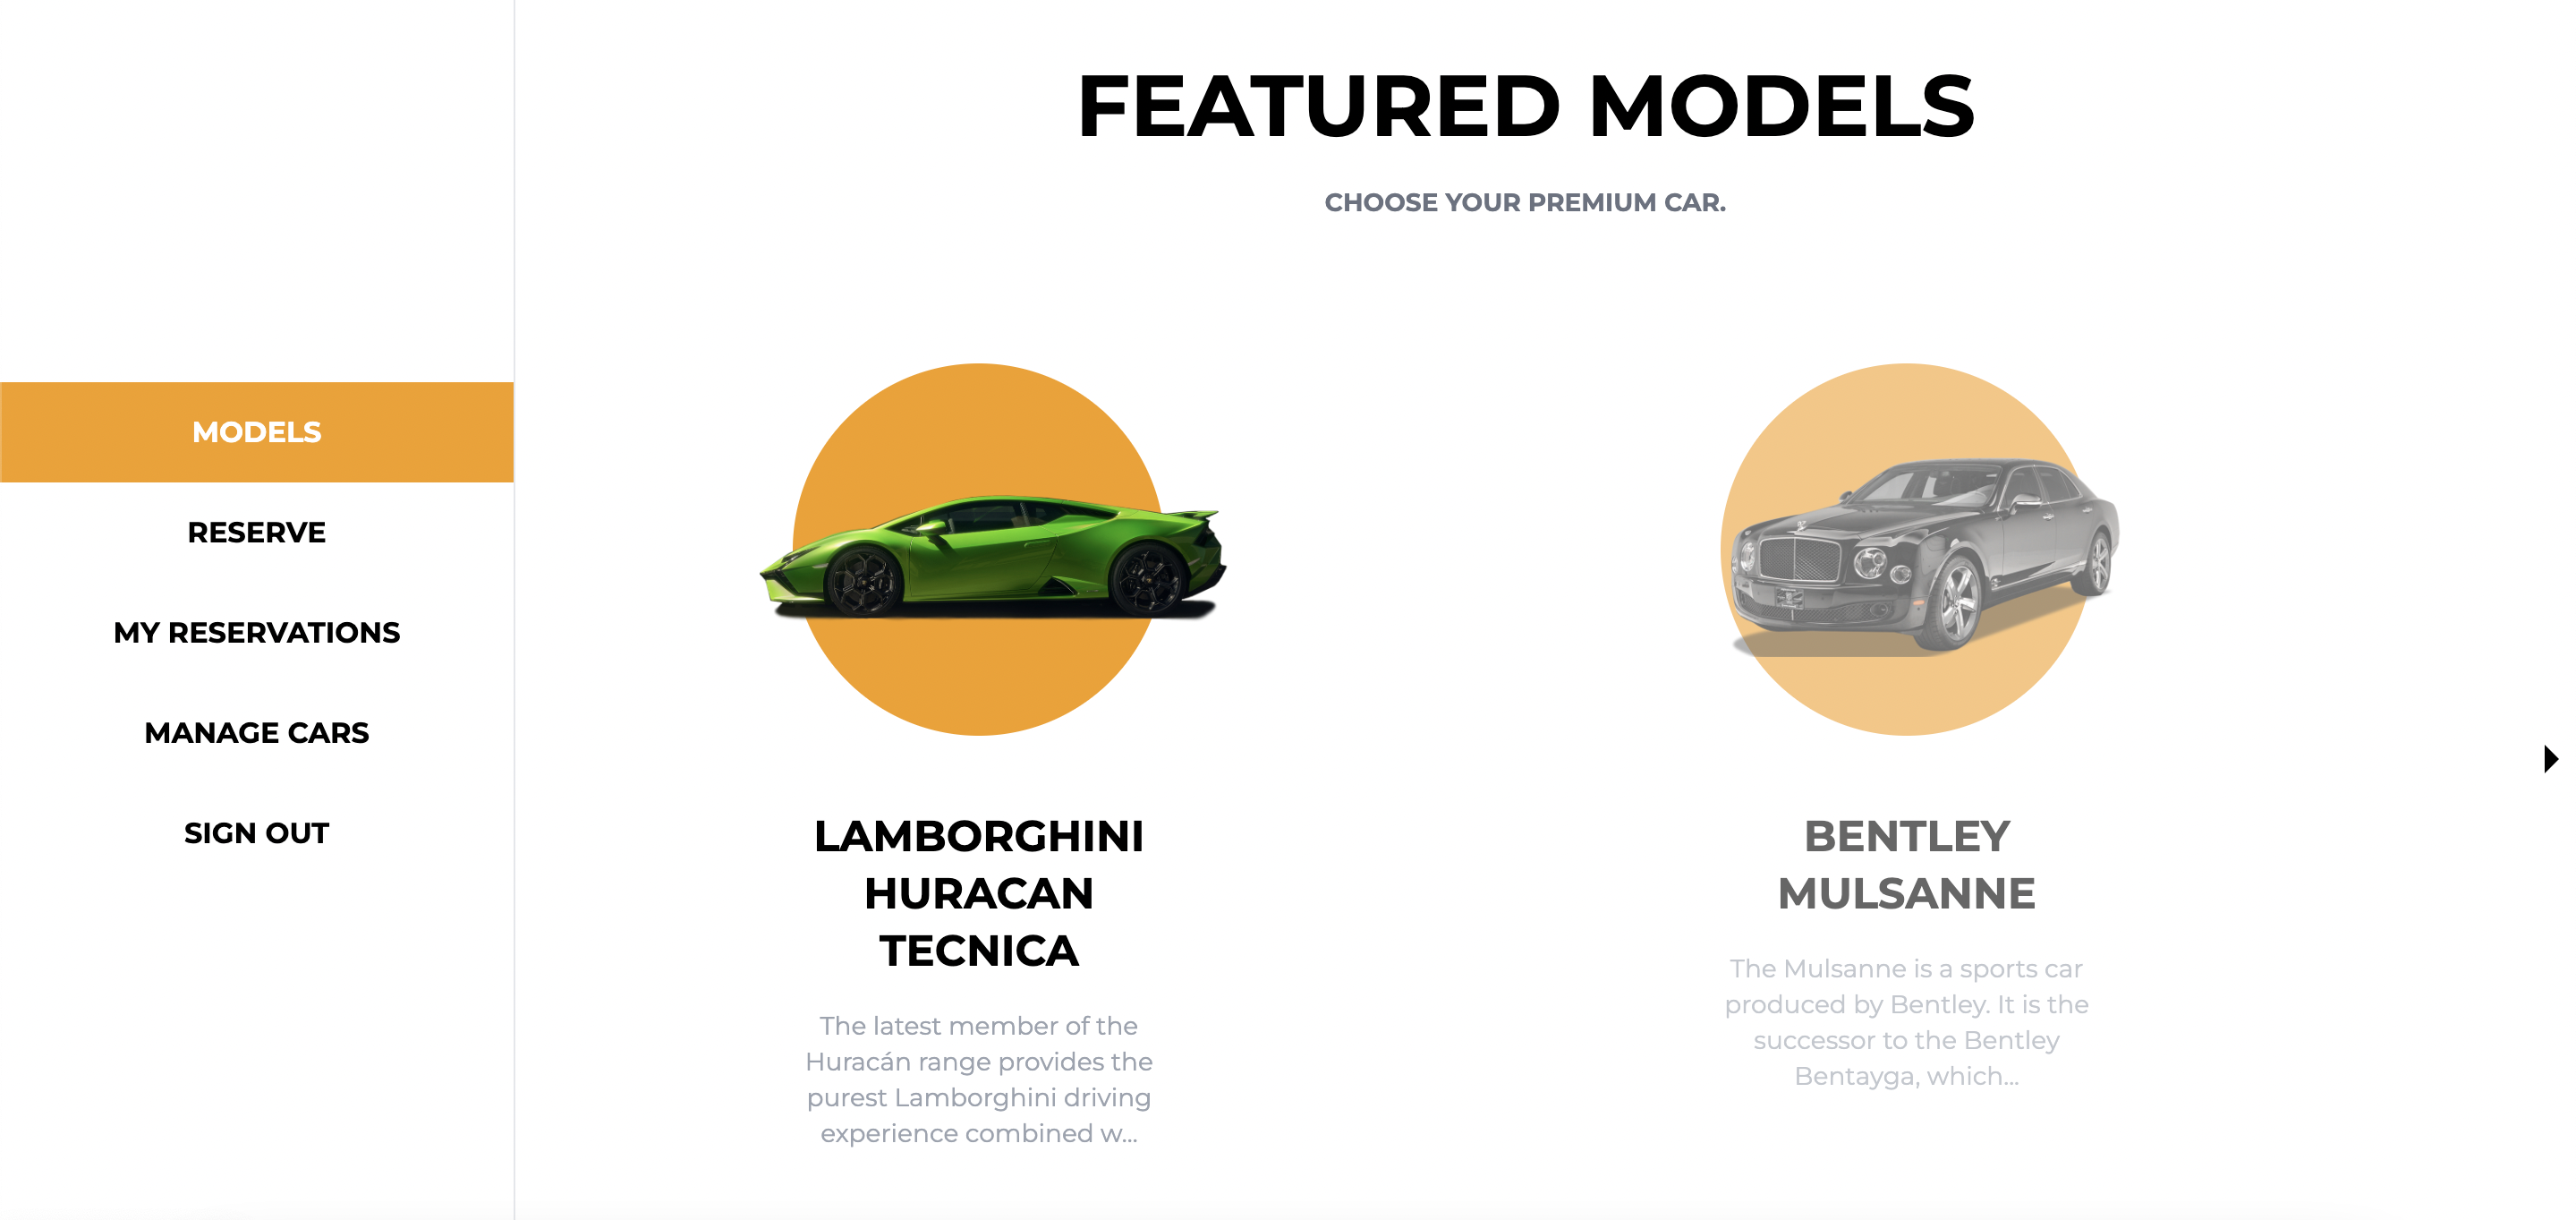 FEATURED MODELS
CHOOSE YOUR PREMIUM CAR.
MODELS
RESERVE
MY RESERVATIONS
MANAGE CARS
SIGN OUT
LAMBORGHINI
HURACAN
TECNICA
The latest member of the
Huracán range provides the
purest Lamborghini driving
experience combined w...
BENTLEY
MULSANNE
The Mulsanne is a sports car
produced by Bentley. It is the
successor to the Bentley
Bentayga, which...